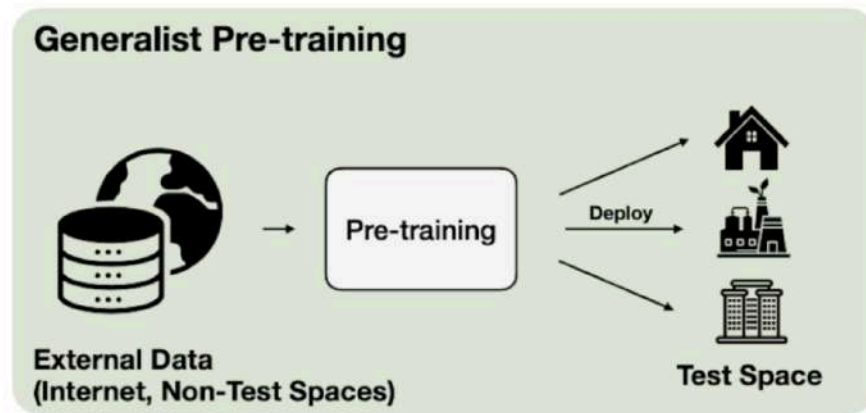 Generalist Pre-training
Pre-training
Deploy
External Data
(Internet, Non-Test Spaces)
Test Space